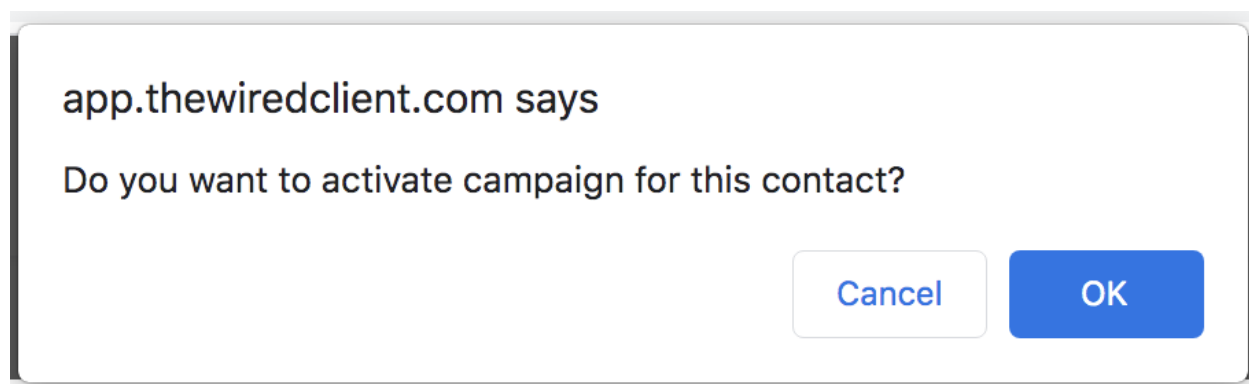 app.thewiredclient.com says
Do you want to activate campaign for this contact?
Cancel OK